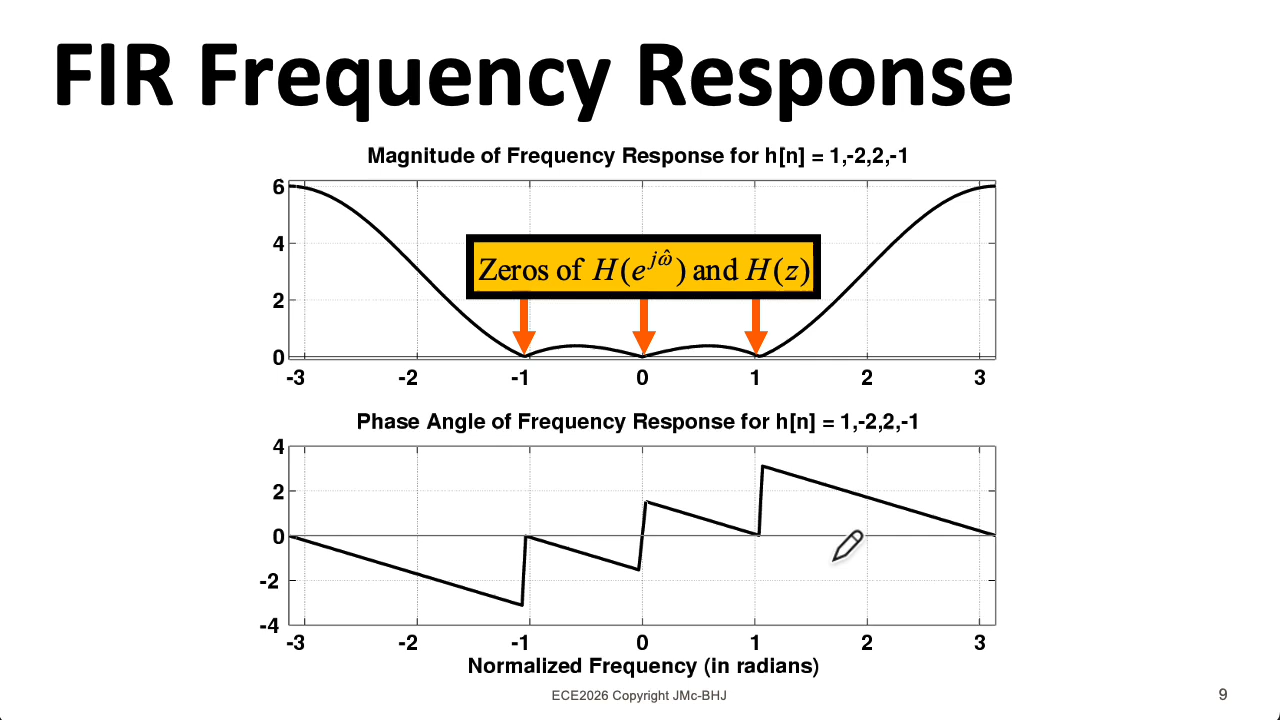 FIR Frequency Response
Magnitude of Frequency Response for h[n] = 1,-2,2,-1
6
4
2
0
Zeros of H(e^{jω̂}) and H(z)
-3 -2 -1 0 1 2 3
Phase Angle of Frequency Response for h[n] = 1,-2,2,-1
4
2
0
-2
-4
-3 -2 -1 0 1 2 3
Normalized Frequency (in radians)
ECE2026 Copyright JMc-BHJ
9